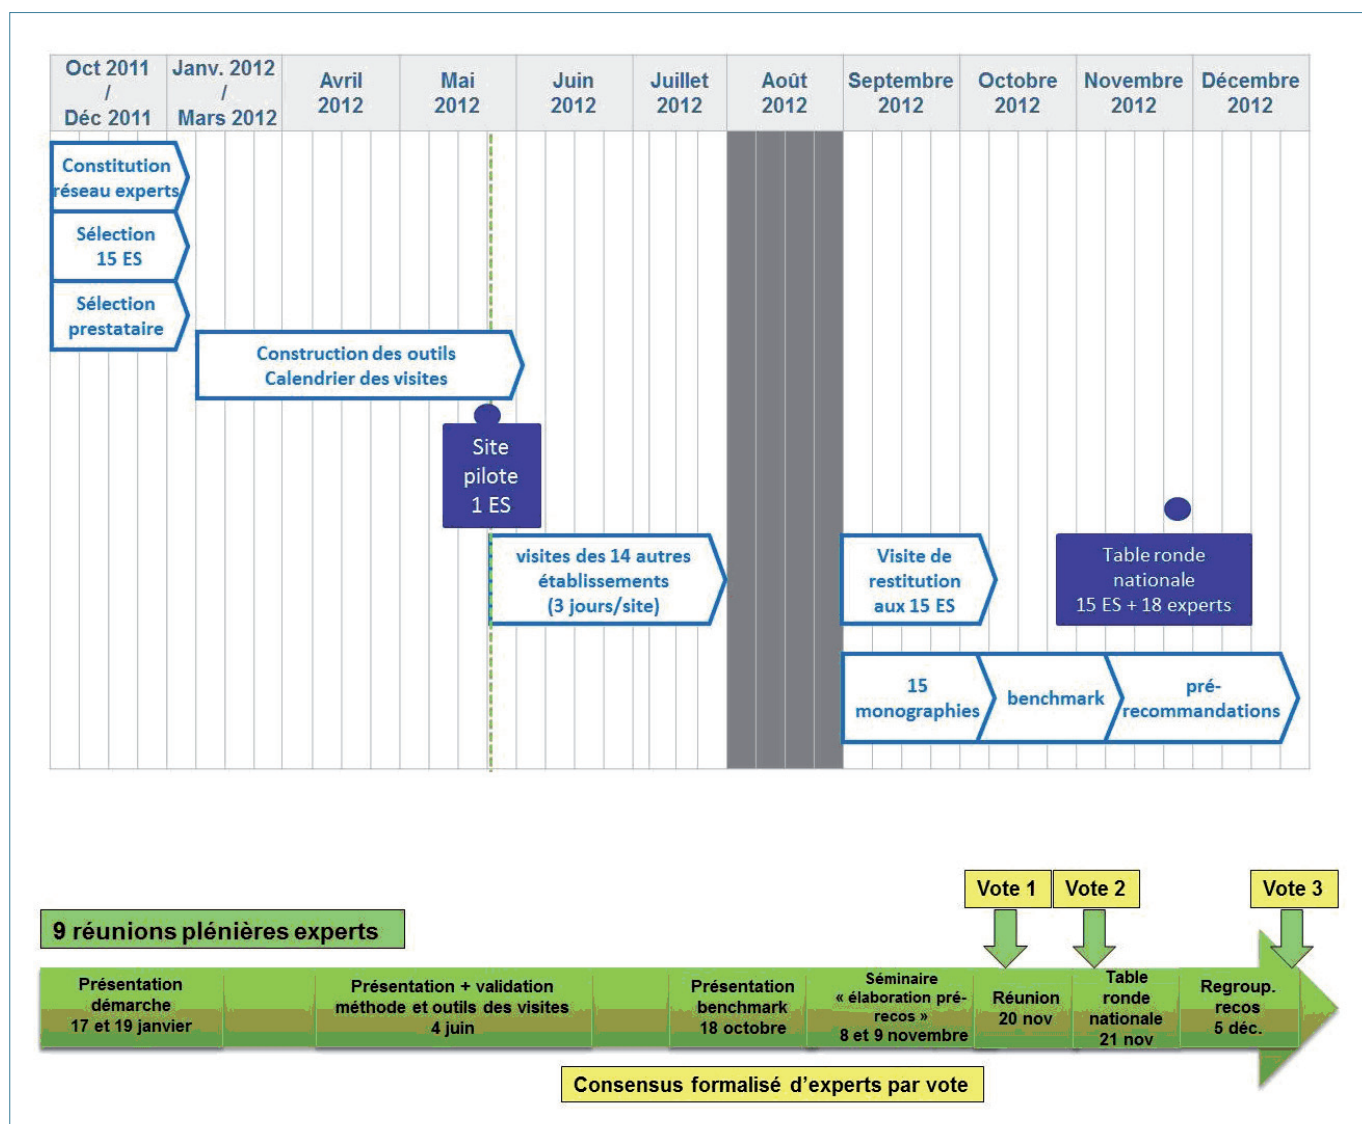 Oct 2011
/
Déc 2011
Janv. 2012
/
Mars 2012
Avril
2012
Mai
2012
Juin
2012
Juillet
2012
Août
2012
Septembre
2012
Octobre
2012
Novembre
2012
Décembre
2012
Constitution
réseau experts
Sélection
15 ES
Sélection
prestataire
Construction des outils
Calendrier des visites
Site
pilote
1 ES
visites des 14 autres
établissements
(3 jours/site)
Visite de
restitution
aux 15 ES
Table ronde
nationale
15 ES + 18 experts
15
monographies
benchmark
pré-
recommandations
Vote 1
Vote 2
Vote 3
9 réunions plénières experts
Présentation
démarche
17 et 19 janvier
Présentation + validation
méthode et outils des visites
4 juin
Présentation
benchmark
18 octobre
Séminaire
« élaboration pré-
recos »
8 et 9 novembre
Réunion
20 nov
Table
ronde
nationale
21 nov
Regroup.
recos
5 déc.
Consensus formalisé d'experts par vote